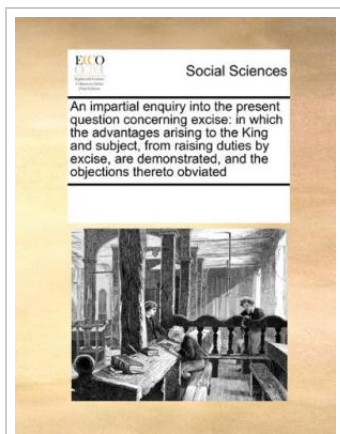 ECCO
Social Sciences
An impartial enquiry into the present
question concerning excise: in which
the advantages arising to the King
and subject, from raising duties by
excise, are demonstrated, and the
objections thereto obviated